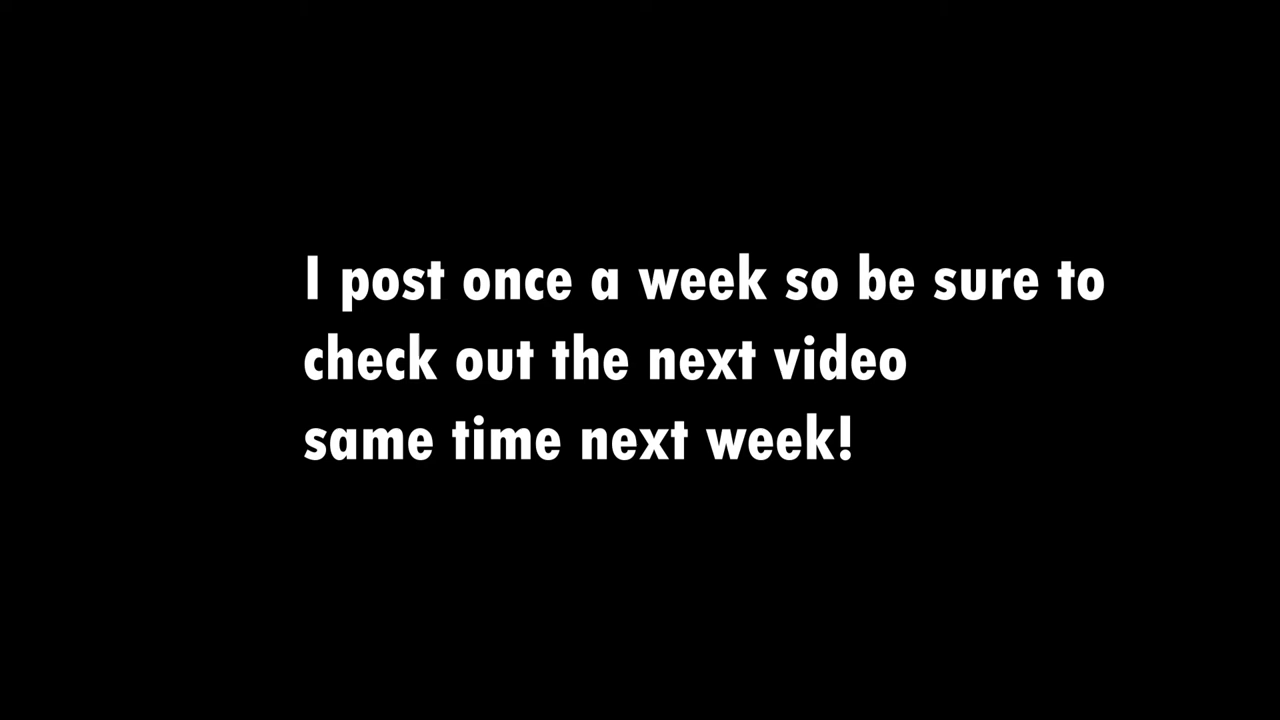 I post once a week so be sure to
check out the next video
same time next week!